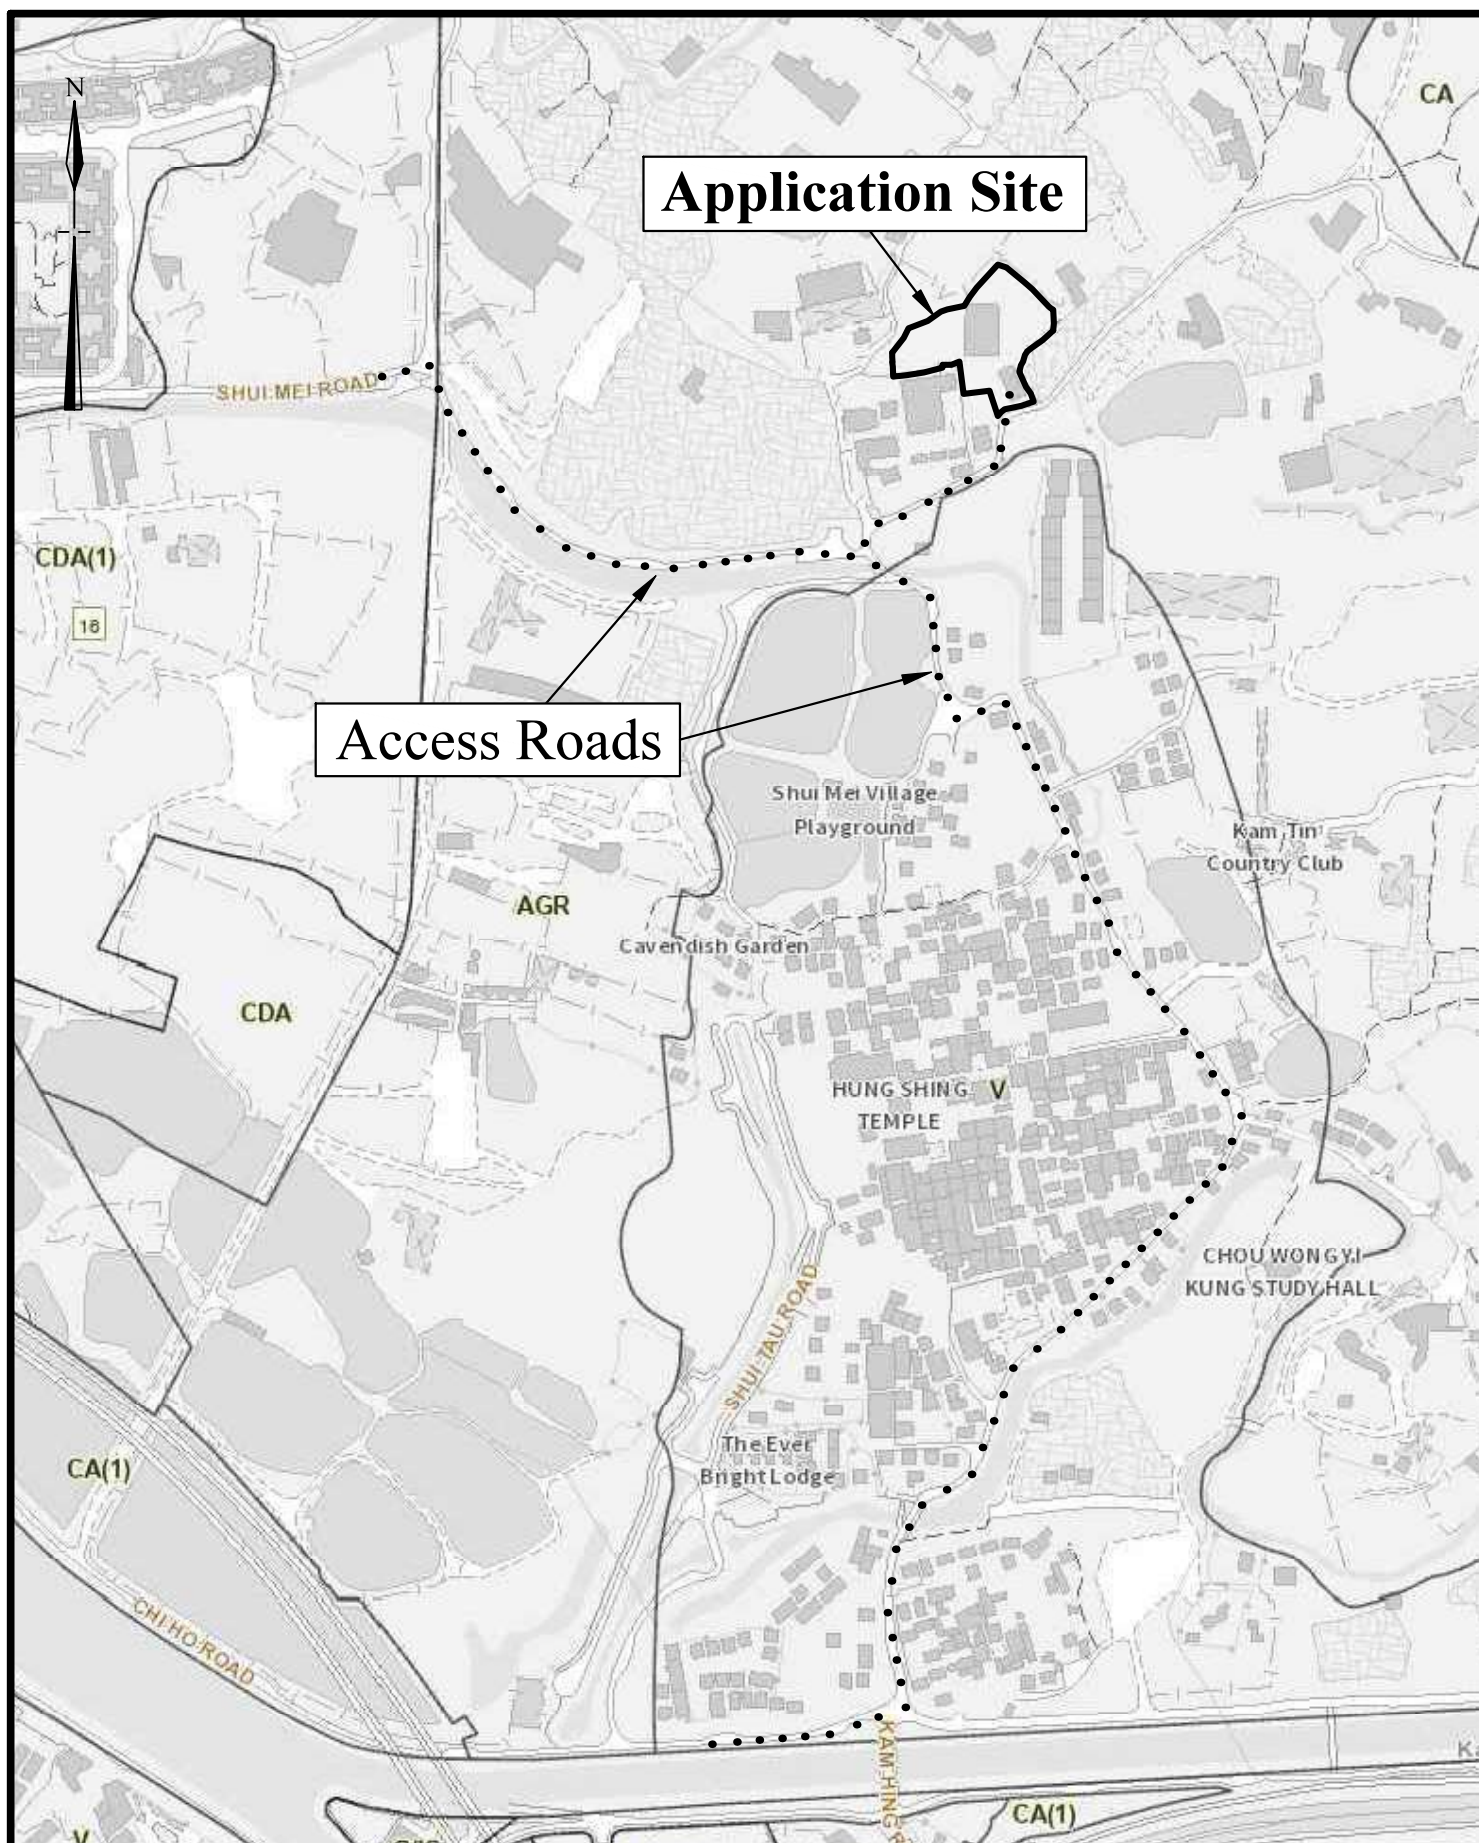 N
CA
Application Site
SHUI MEI ROAD
CDA(1)
16
Access Roads
Shui Mei Village
Playground
Kam Tin
Country Club
AGR
Cavendish Garden
CDA
HUNG SHING
TEMPLE
V
CHOU WONG YI
KUNG STUDY HALL
SHUI TAU ROAD
The Ever
Bright Lodge
CA(1)
CHI HO ROAD
KAM HING R
CA(1)
V